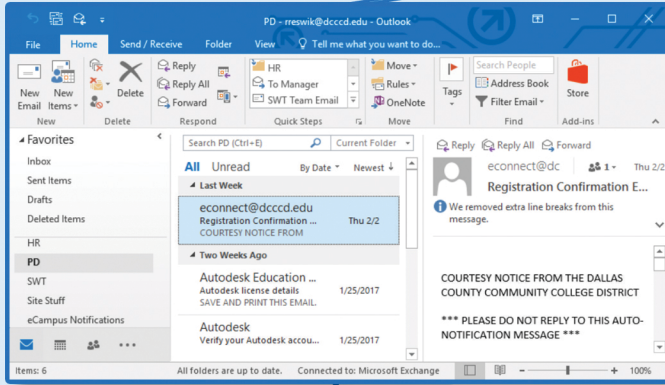 PD - rreswik@dcccd.edu - Outlook
File Home Send / Receive Folder View Tell me what you want to do...
Reply
Reply All
Forward
HR
To Manager
SWT Team Email
Move
Rules
OneNote
Search People
Address Book
Filter Email
New Email
New Items
Delete
Tags
Store
New Delete Respond Quick Steps Move Find Add-ins
Favorites
Inbox
Sent Items
Drafts
Deleted Items
HR
PD
SWT
Site Stuff
eCampus Notifications
Search PD (Ctrl+E) Current Folder
All Unread By Date Newest ↓
Last Week
econnect@dcccd.edu
Registration Confirmation ... Thu 2/2
COURTESY NOTICE FROM
Two Weeks Ago
Autodesk Education ...
Autodesk license details 1/25/2017
SAVE AND PRINT THIS EMAIL.
Autodesk
Verify your Autodesk accou... 1/25/2017
Reply Reply All Forward
econnect@dc 1 Thu 2/2
Registration Confirmation E...
We removed extra line breaks from this
message.
COURTESY NOTICE FROM THE DALLAS
COUNTY COMMUNITY COLLEGE DISTRICT
*** PLEASE DO NOT REPLY TO THIS AUTO-
NOTIFICATION MESSAGE ***
Items: 6 All folders are up to date. Connected to: Microsoft Exchange 100%